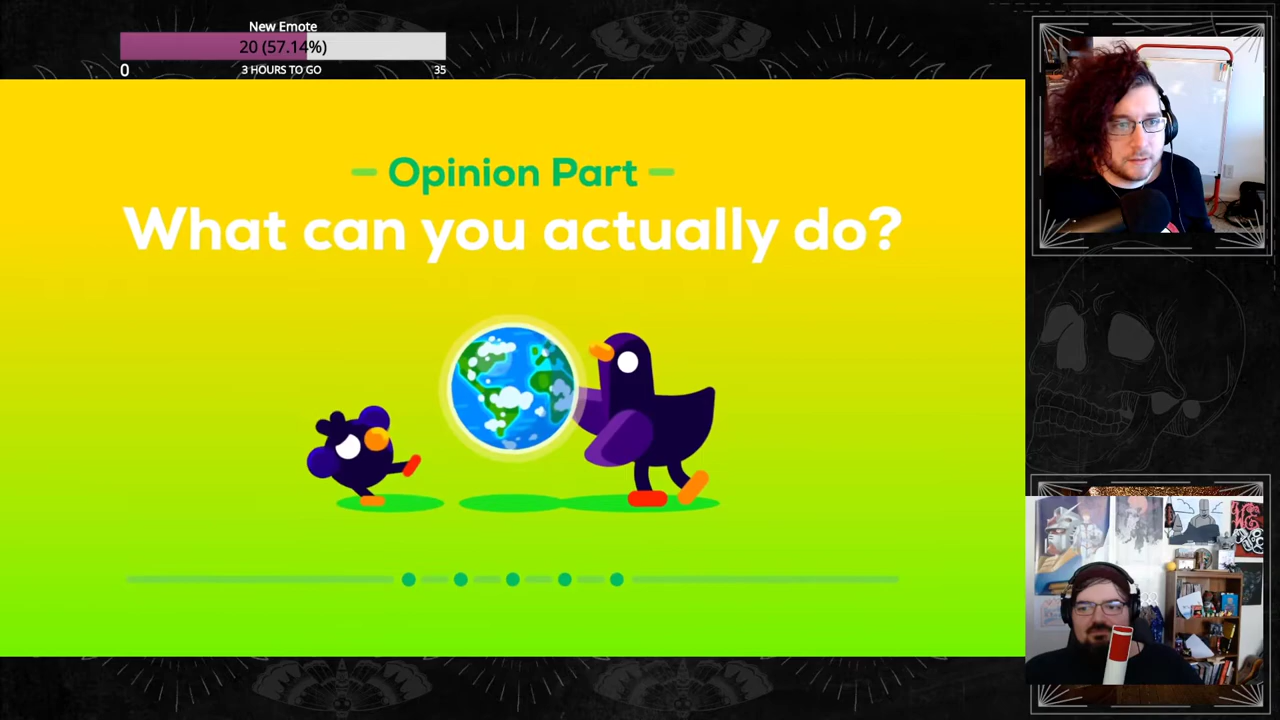 New Emote
20 (57.14%)
0 3 HOURS TO GO 35
– Opinion Part –
What can you actually do?